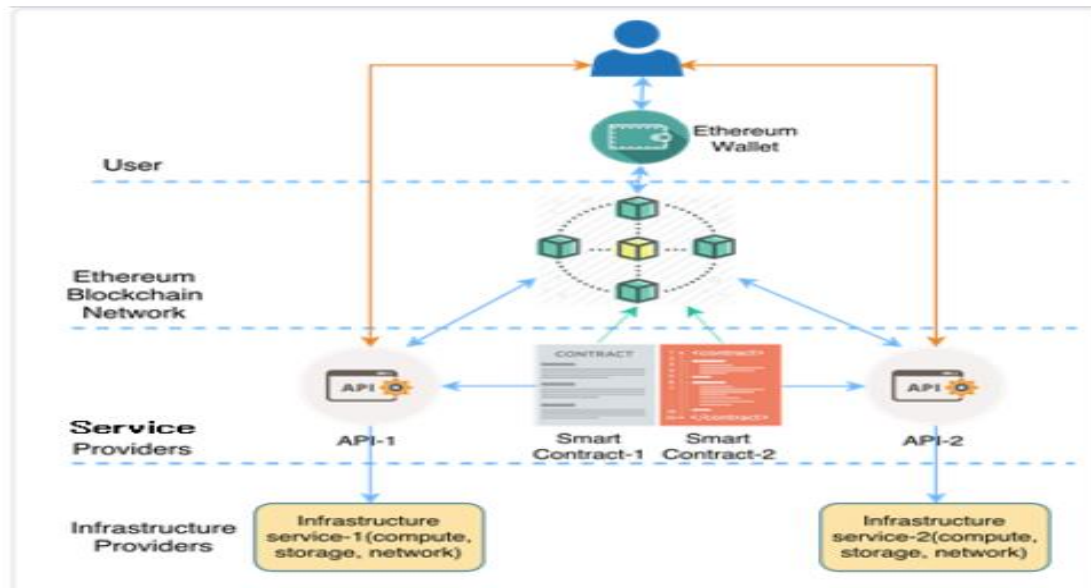 Ethereum
Wallet
User
Ethereum
Blockchain
Network
CONTRACT
<contract>
</contract>
API
API
Service
Providers
API-1
Smart
Contract-1
Smart
Contract-2
API-2
Infrastructure
Providers
Infrastructure
service-1(compute,
storage, network)
Infrastructure
service-2(compute,
storage, network)